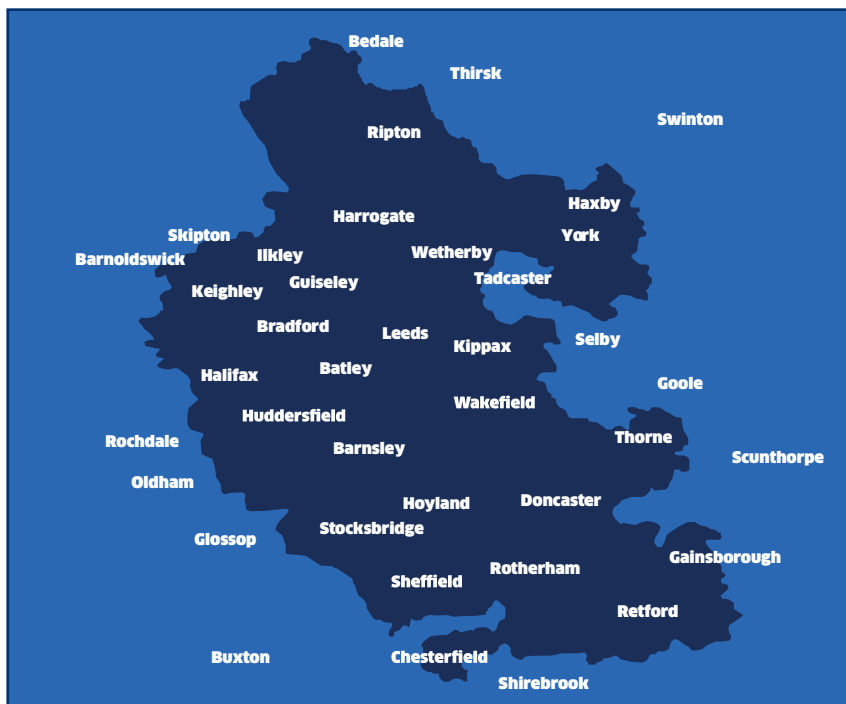 Bedale
Thirsk
Swinton
Ripton
Haxby
Harrogate
York
Skipton
Wetherby
Ilkley
Barnoldswick
Tadcaster
Guiseley
Keighley
Bradford
Leeds
Selby
Kippax
Batley
Halifax
Goole
Wakefield
Huddersfield
Thorne
Rochdale
Barnsley
Scunthorpe
Oldham
Doncaster
Hoyland
Stocksbridge
Glossop
Gainsborough
Rotherham
Sheffield
Retford
Buxton
Chesterfield
Shirebrook